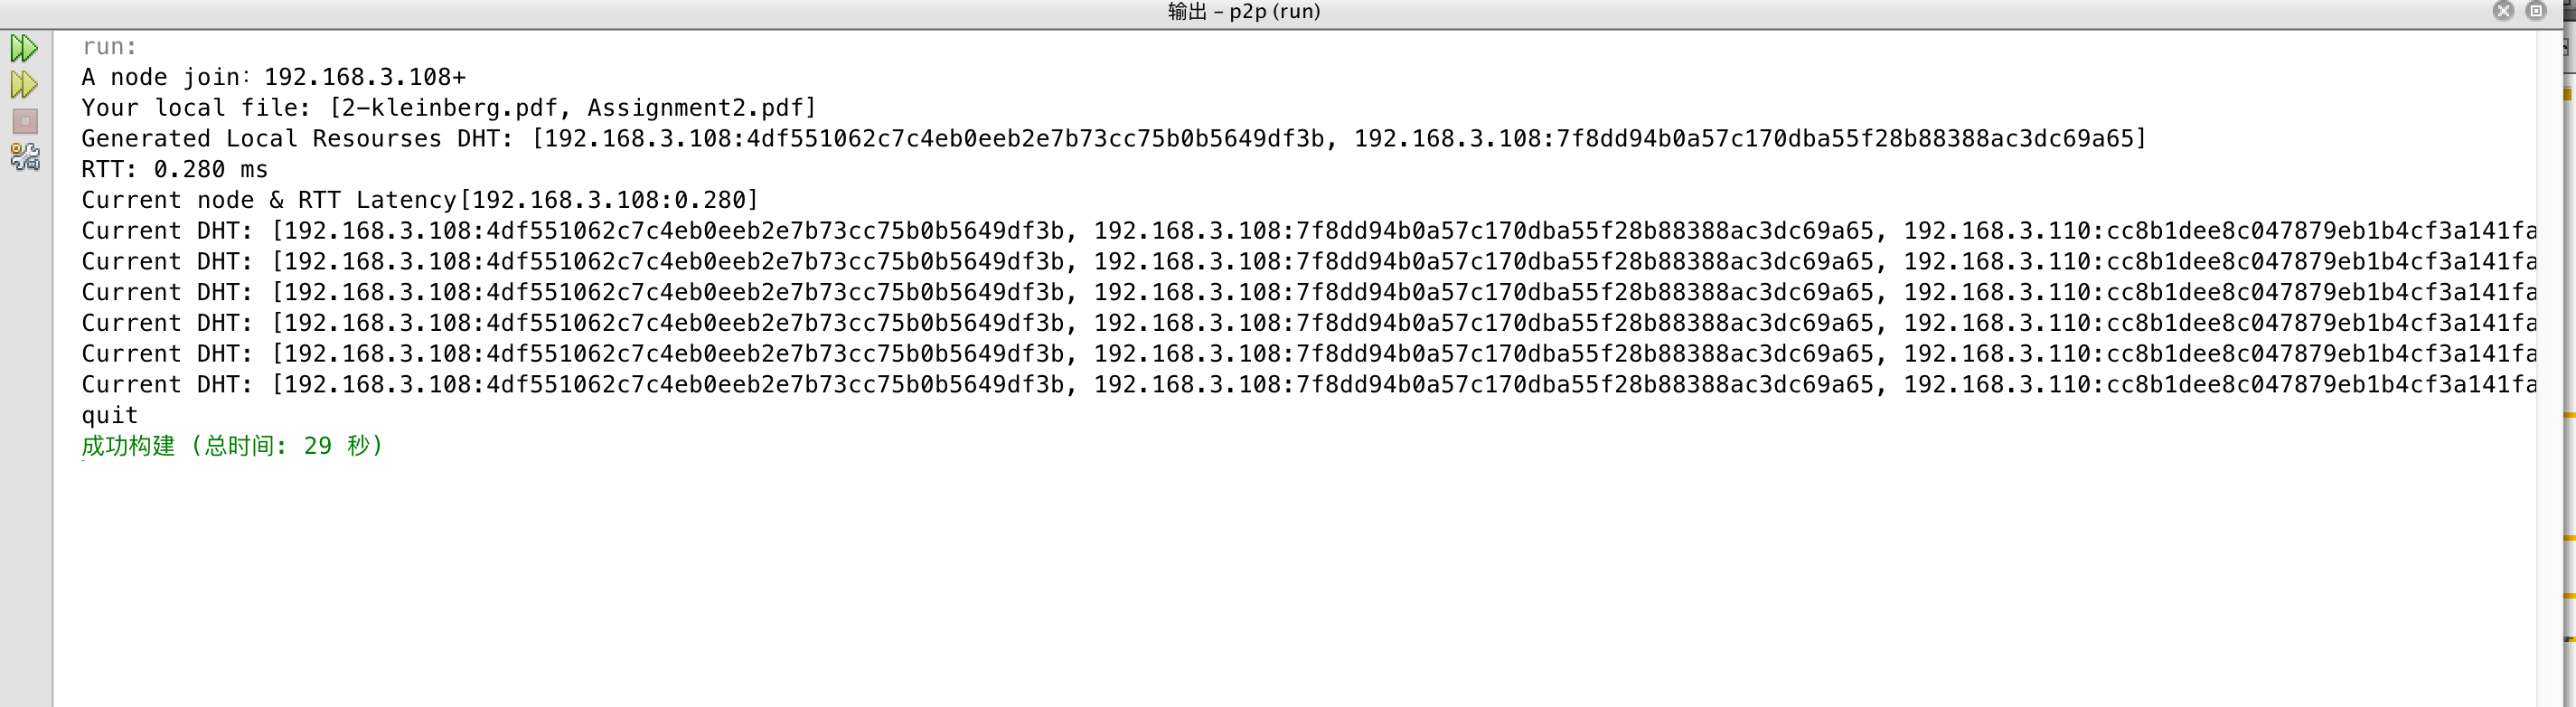 输出 – p2p (run)
run:
A node join: 192.168.3.108+
Your local file: [2-kleinberg.pdf, Assignment2.pdf]
Generated Local Resourses DHT: [192.168.3.108:4df551062c7c4eb0eeb2e7b73cc75b0b5649df3b, 192.168.3.108:7f8dd94b0a57c170dba55f28b88388ac3dc69a65]
RTT: 0.280 ms
Current node & RTT Latency[192.168.3.108:0.280]
Current DHT: [192.168.3.108:4df551062c7c4eb0eeb2e7b73cc75b0b5649df3b, 192.168.3.108:7f8dd94b0a57c170dba55f28b88388ac3dc69a65, 192.168.3.110:cc8b1dee8c047879eb1b4cf3a141fa
Current DHT: [192.168.3.108:4df551062c7c4eb0eeb2e7b73cc75b0b5649df3b, 192.168.3.108:7f8dd94b0a57c170dba55f28b88388ac3dc69a65, 192.168.3.110:cc8b1dee8c047879eb1b4cf3a141fa
Current DHT: [192.168.3.108:4df551062c7c4eb0eeb2e7b73cc75b0b5649df3b, 192.168.3.108:7f8dd94b0a57c170dba55f28b88388ac3dc69a65, 192.168.3.110:cc8b1dee8c047879eb1b4cf3a141fa
Current DHT: [192.168.3.108:4df551062c7c4eb0eeb2e7b73cc75b0b5649df3b, 192.168.3.108:7f8dd94b0a57c170dba55f28b88388ac3dc69a65, 192.168.3.110:cc8b1dee8c047879eb1b4cf3a141fa
Current DHT: [192.168.3.108:4df551062c7c4eb0eeb2e7b73cc75b0b5649df3b, 192.168.3.108:7f8dd94b0a57c170dba55f28b88388ac3dc69a65, 192.168.3.110:cc8b1dee8c047879eb1b4cf3a141fa
Current DHT: [192.168.3.108:4df551062c7c4eb0eeb2e7b73cc75b0b5649df3b, 192.168.3.108:7f8dd94b0a57c170dba55f28b88388ac3dc69a65, 192.168.3.110:cc8b1dee8c047879eb1b4cf3a141fa
quit
成功构建 (总时间: 29 秒)